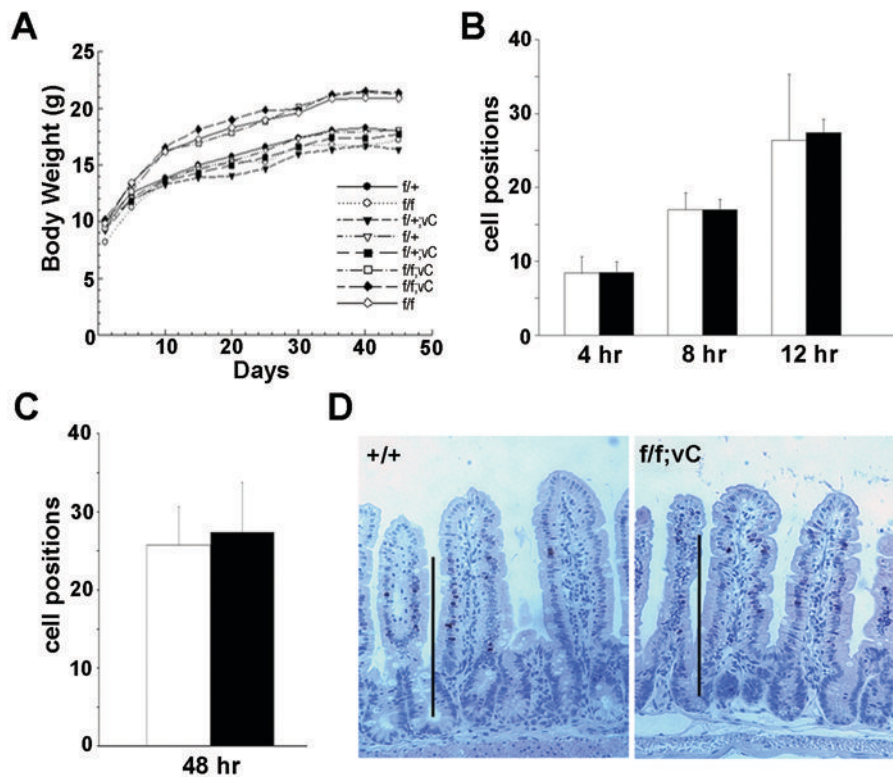 A
Body Weight (g)
25
20
15
10
5
0
10
20
30
40
50
Days
f/+
f/f
f/+;vC
f/+
f/+;vC
f/f;vC
f/f;vC
f/f
B
cell positions
40
30
20
10
0
4 hr
8 hr
12 hr
C
cell positions
40
30
20
10
0
48 hr
D
+/+
f/f;vC